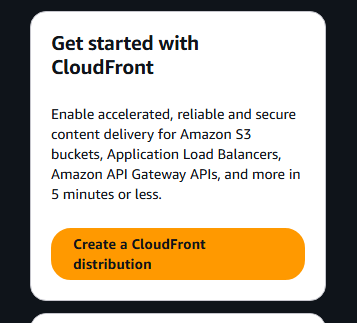 Get started with
CloudFront
Enable accelerated, reliable and secure
content delivery for Amazon S3
buckets, Application Load Balancers,
Amazon API Gateway APIs, and more in
5 minutes or less.
Create a CloudFront
distribution